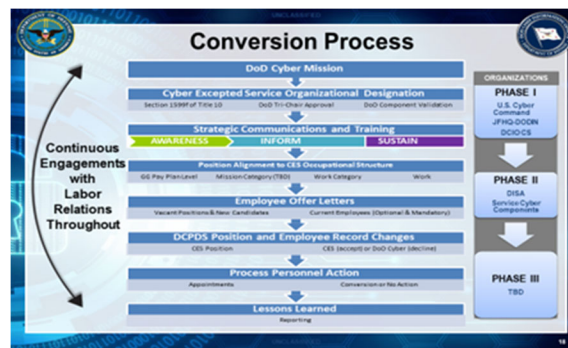 UNCLASSIFIED
Conversion Process
DoD Cyber Mission
Cyber Excepted Service Organizational Designation
Section 1599f of Title 10 DoD Tri-Chair Approval DoD Component Validation
Strategic Communications and Training
AWARENESS INFORM SUSTAIN
Position Alignment to CES Occupational Structure
GG Pay Plan Level Mission Category (TBD) Work Category Work
Employee Offer Letters
Vacant Positions & New Candidates Current Employees (Optional & Mandatory)
DCPDS Position and Employee Record Changes
CES Position CES (accept) or DoD Cyber (decline)
Process Personnel Action
Appointments Conversion or No Action
Lessons Learned
Reporting
Continuous
Engagements
with
Labor
Relations
Throughout
ORGANIZATIONS
PHASE I
U.S. Cyber
Command
JFHQ-DODIN
DCIO CS
PHASE II
DISA
Service Cyber
Components
PHASE III
TBD
UNCLASSIFIED
18